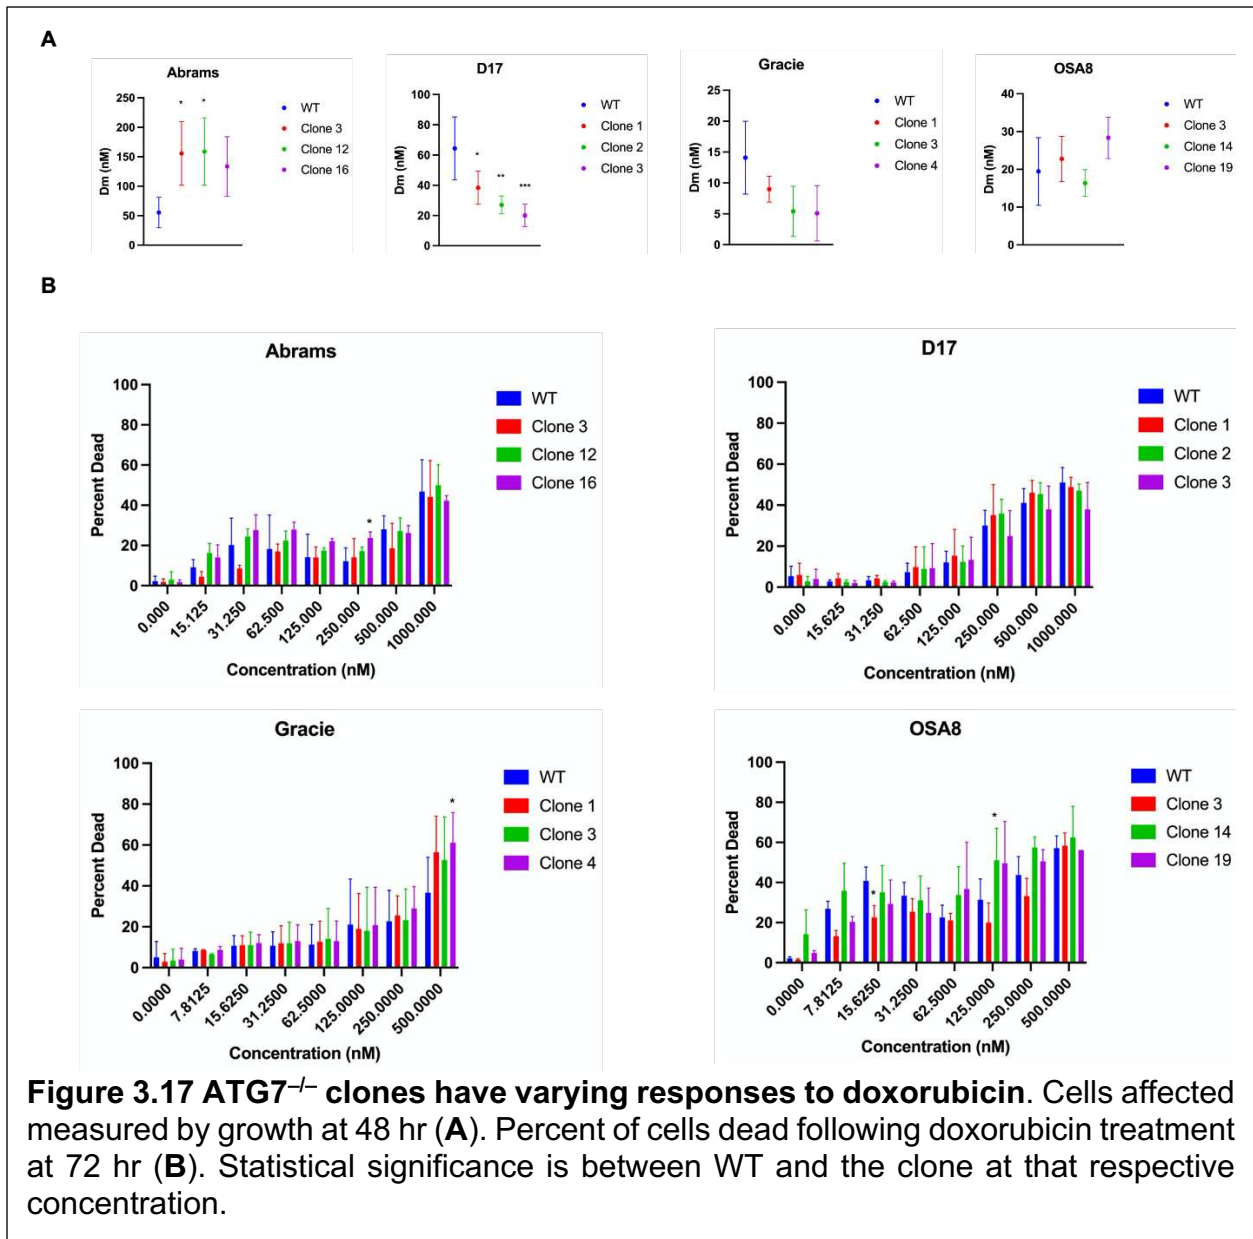 A
Abrams
250
200
150
100
50
0
Dm (nM)
*
*
WT
Clone 3
Clone 12
Clone 16
D17
100
80
60
40
20
0
Dm (nM)
*
**
***
WT
Clone 1
Clone 2
Clone 3
Gracie
25
20
15
10
5
0
Dm (nM)
WT
Clone 1
Clone 3
Clone 4
OSA8
40
30
20
10
0
Dm (nM)
WT
Clone 3
Clone 14
Clone 19
B
Abrams
100
80
60
40
20
0
Percent Dead
*
WT
Clone 3
Clone 12
Clone 16
0.000
15.125
31.250
62.500
125.000
250.000
500.000
1000.000
Concentration (nM)
D17
100
80
60
40
20
0
Percent Dead
WT
Clone 1
Clone 2
Clone 3
0.000
15.625
31.250
62.500
125.000
250.000
500.000
1000.000
Concentration (nM)
Gracie
100
80
60
40
20
0
Percent Dead
*
WT
Clone 1
Clone 3
Clone 4
0.0000
7.8125
15.6250
31.2500
62.5000
125.0000
250.0000
500.0000
Concentration (nM)
OSA8
100
80
60
40
20
0
Percent Dead
*
*
WT
Clone 3
Clone 14
Clone 19
0.0000
7.8125
15.6250
31.2500
62.5000
125.0000
250.0000
500.0000
Concentration (nM)
Figure 3.17 ATG7–/– clones have varying responses to doxorubicin. Cells affected
measured by growth at 48 hr (A). Percent of cells dead following doxorubicin treatment
at 72 hr (B). Statistical significance is between WT and the clone at that respective
concentration.